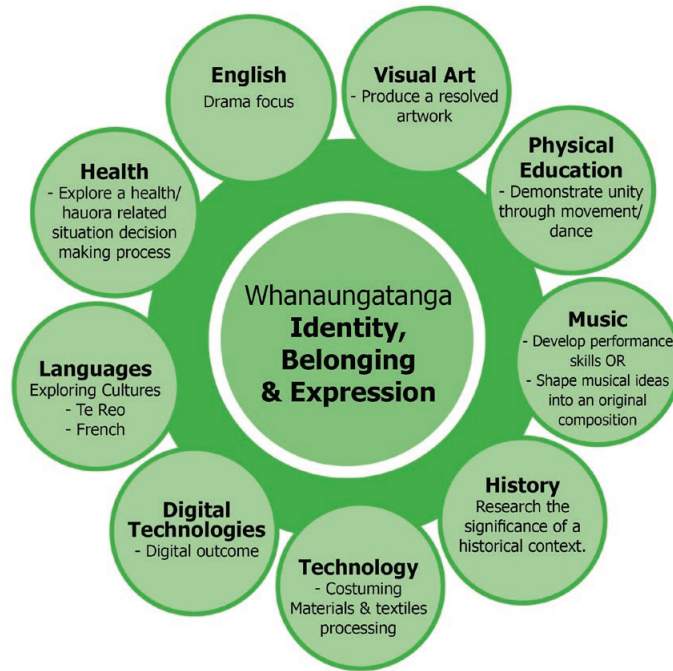 Whanaungatanga
Identity,
Belonging
& Expression
English
Drama focus
Visual Art
- Produce a resolved
artwork
Physical
Education
- Demonstrate unity
through movement/
dance
Music
- Develop performance
skills OR
- Shape musical ideas
into an original
composition
History
Research the
significance of a
historical context.
Technology
- Costuming
Materials & textiles
processing
Digital
Technologies
- Digital outcome
Languages
Exploring Cultures
- Te Reo
- French
Health
- Explore a health/
hauora related
situation decision
making process